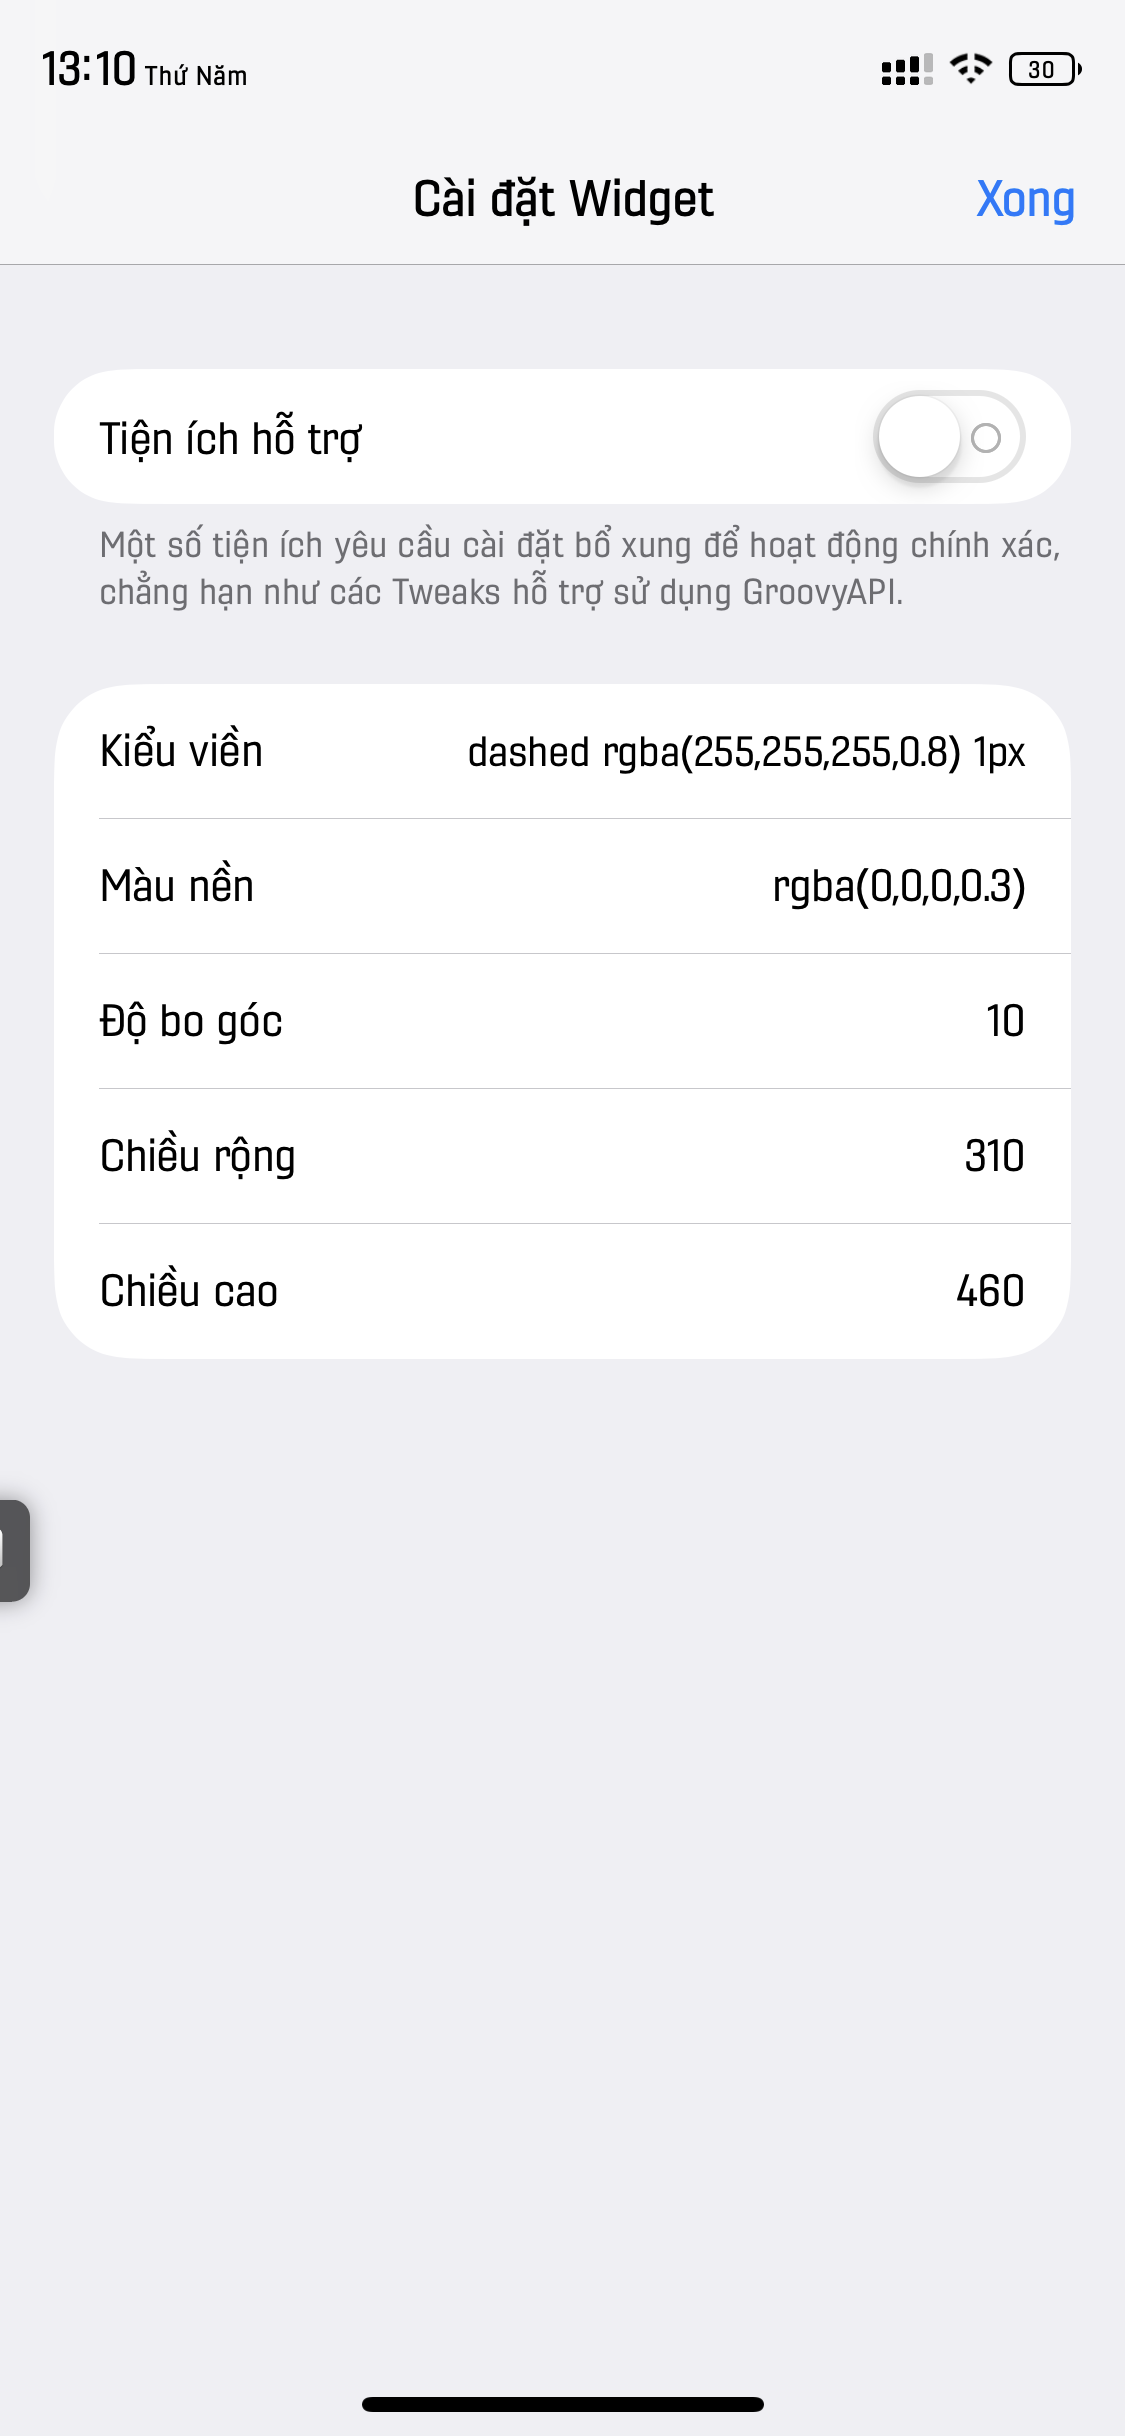 13:10 Thứ Năm
30
Cài đặt Widget
Xong
Tiện ích hỗ trợ
Một số tiện ích yêu cầu cài đặt bổ xung để hoạt động chính xác,
chẳng hạn như các Tweaks hỗ trợ sử dụng GroovyAPI.
Kiểu viền dashed rgba(255,255,255,0.8) 1px
Màu nền rgba(0,0,0,0.3)
Độ bo góc 10
Chiều rộng 310
Chiều cao 460